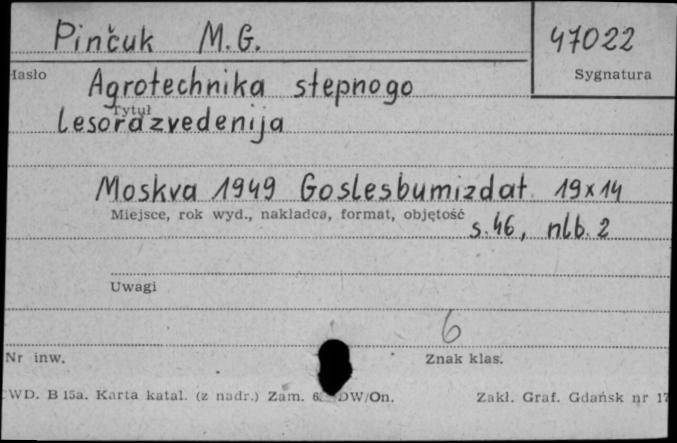 Pinčuk M.G.
47022
Hasło
Sygnatura
Agrotechnika stepnogo
Tytuł
Lesorazvedenija
Moskva 1949 Goslesbumizdat 19x14
Miejsce, rok wyd., nakładca, format, objętość
s. 46, nlb. 2
Uwagi
6
Nr inw.
Znak klas.
CWD. B 15a. Karta katal. (z nadr.) Zam. DW/On.
Zakł. Graf. Gdańsk nr 17